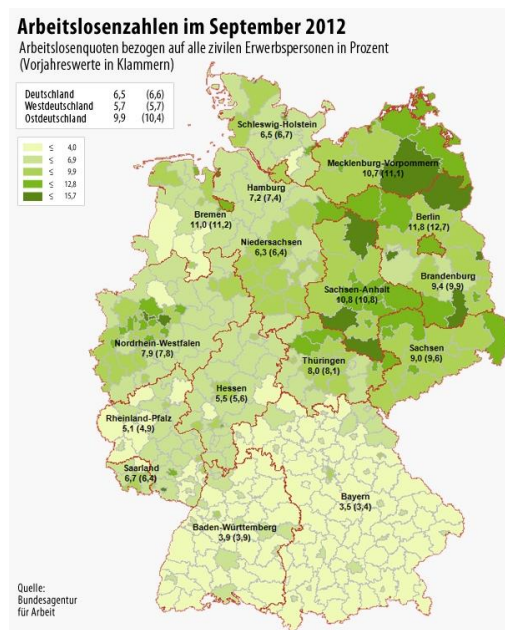 Arbeitslosenzahlen im September 2012
Arbeitslosenquoten bezogen auf alle zivilen Erwerbspersonen in Prozent
(Vorjahreswerte in Klammern)
Deutschland 6,5 (6,6)
Westdeutschland 5,7 (5,7)
Ostdeutschland 9,9 (10,4)
≤ 4,0
≤ 6,9
≤ 9,9
≤ 12,8
≤ 15,7
Schleswig-Holstein
6,5 (6,7)
Mecklenburg-Vorpommern
10,7 (11,1)
Hamburg
7,2 (7,4)
Bremen
11,0 (11,2)
Berlin
11,8 (12,7)
Niedersachsen
6,3 (6,4)
Brandenburg
9,4 (9,9)
Sachsen-Anhalt
10,8 (10,8)
Nordrhein-Westfalen
7,9 (7,8)
Sachsen
9,0 (9,6)
Thüringen
8,0 (8,1)
Hessen
5,5 (5,6)
Rheinland-Pfalz
5,1 (4,9)
Saarland
6,7 (6,4)
Bayern
3,5 (3,4)
Baden-Württemberg
3,9 (3,9)
Quelle:
Bundesagentur
für Arbeit